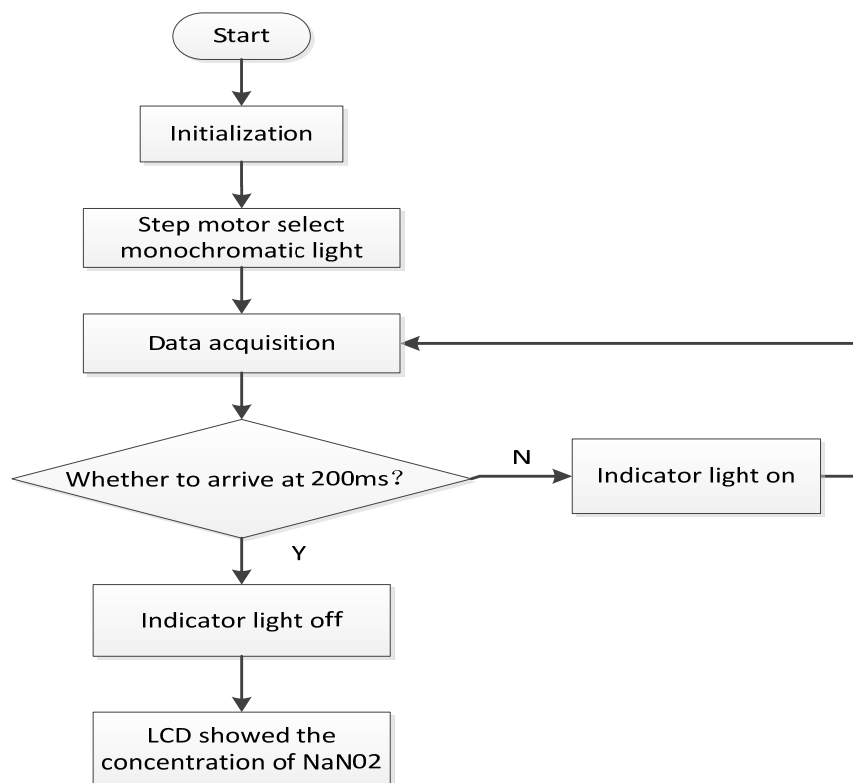 Start
Initialization
Step motor select
monochromatic light
Data acquisition
Whether to arrive at 200ms？
N
Indicator light on
Y
Indicator light off
LCD showed the
concentration of NaN02